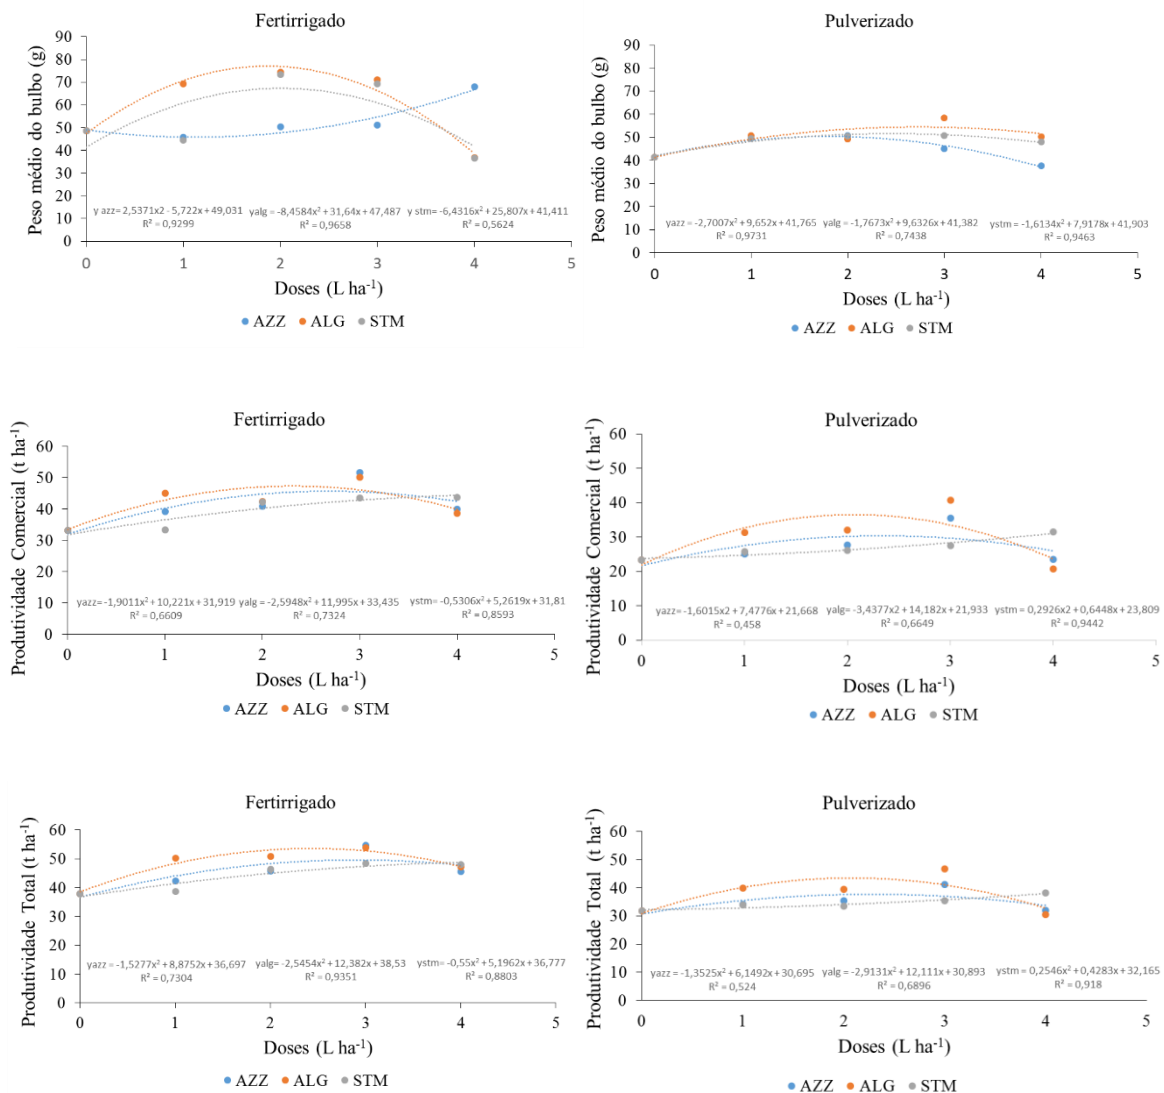 Fertirrigado
Peso médio do bulbo (g)
90
80
70
60
50
40
30
20
10
0
y azz= 2,5371x2 - 5,722x + 49,031
R² = 0,9299
yalg= -8,4584x² + 31,64x + 47,487
R² = 0,9658
y stm= -6,4316x² + 25,807x + 41,411
R² = 0,5624
0 1 2 3 4 5
Doses (L ha-1)
AZZ ALG STM
Pulverizado
Peso médio do bulbo (g)
90
80
70
60
50
40
30
20
10
0
yazz= -2,7007x² + 9,652x + 41,765
R² = 0,9731
yalg= -1,7673x² + 9,6326x + 41,382
R² = 0,7438
ystm= -1,6134x² + 7,9178x + 41,903
R² = 0,9463
0 1 2 3 4 5
Doses (L ha-1)
AZZ ALG STM
Fertirrigado
Produtividade Comercial (t ha-1)
60
50
40
30
20
10
0
yazz= -1,9011x² + 10,221x + 31,919
R² = 0,6609
yalg= -2,5948x² + 11,995x + 33,435
R² = 0,7324
ystm= -0,5306x² + 5,2619x + 31,81
R² = 0,8593
0 1 2 3 4 5
Doses (L ha-1)
AZZ ALG STM
Pulverizado
Produtividade Comercial (t ha-1)
60
50
40
30
20
10
0
yazz= -1,6015x² + 7,4776x + 21,668
R² = 0,458
yalg= -3,4377x² + 14,182x + 21,933
R² = 0,6649
ystm= 0,2926x2 + 0,6448x + 23,809
R² = 0,9442
0 1 2 3 4 5
Doses (L ha-1)
AZZ ALG STM
Fertirrigado
Produtividade Total (t ha-1)
60
50
40
30
20
10
0
yazz= -1,5277x² + 8,8752x + 36,697
R² = 0,7304
yalg= -2,5454x² + 12,382x + 38,53
R² = 0,9351
ystm= -0,55x² + 5,1962x + 36,777
R² = 0,8803
0 1 2 3 4 5
Doses (L ha-1)
AZZ ALG STM
Pulverizado
Produtividade Total (t ha-1)
60
50
40
30
20
10
0
yazz = -1,3525x² + 6,1492x + 30,695
R² = 0,524
yalg= -2,9131x² + 12,111x + 30,893
R² = 0,6896
ystm = 0,2546x² + 0,4283x + 32,165
R² = 0,918
0 1 2 3 4 5
Doses (L ha-1)
AZZ ALG STM